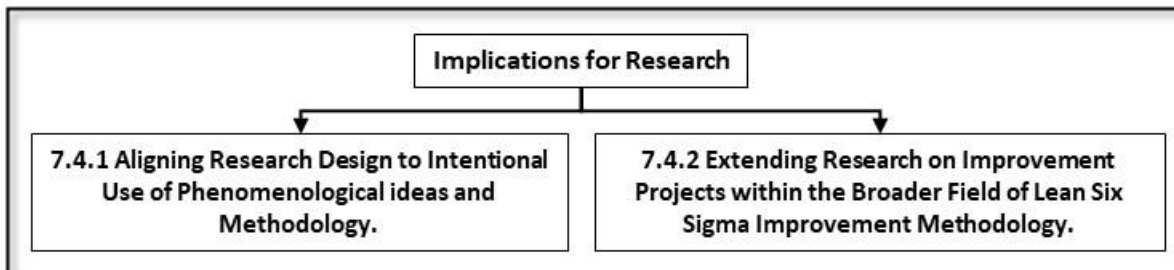 Implications for Research
7.4.1 Aligning Research Design to Intentional
Use of Phenomenological ideas and
Methodology.
7.4.2 Extending Research on Improvement
Projects within the Broader Field of Lean Six
Sigma Improvement Methodology.